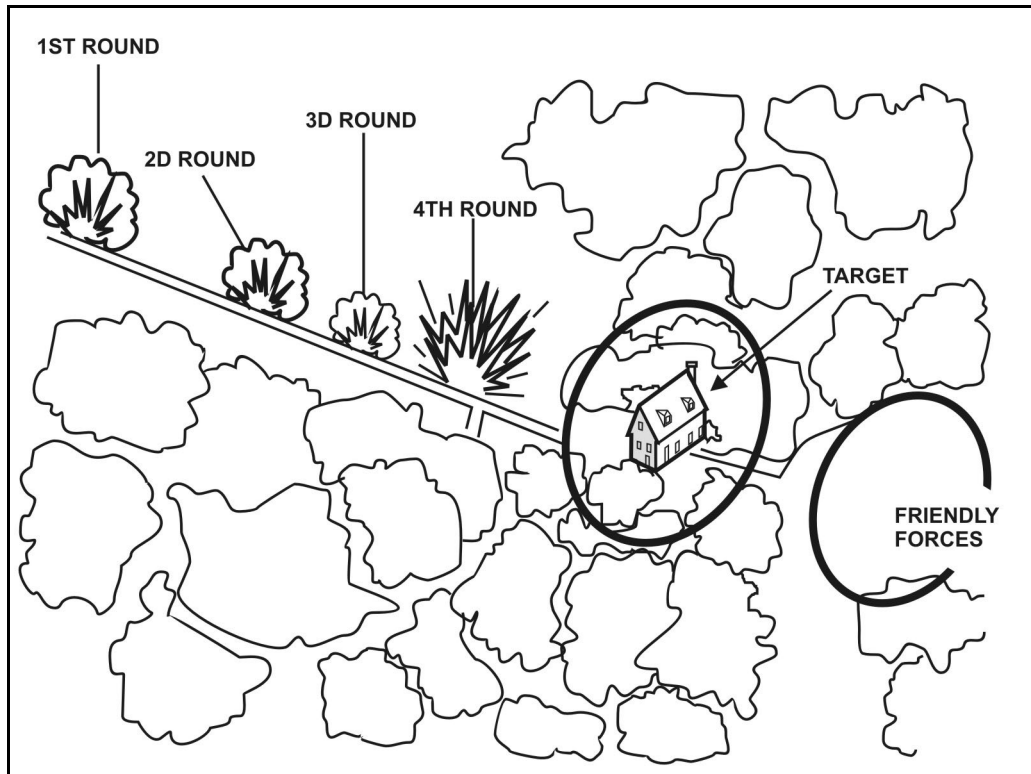 1ST ROUND
2D ROUND
3D ROUND
4TH ROUND
TARGET
FRIENDLY
FORCES